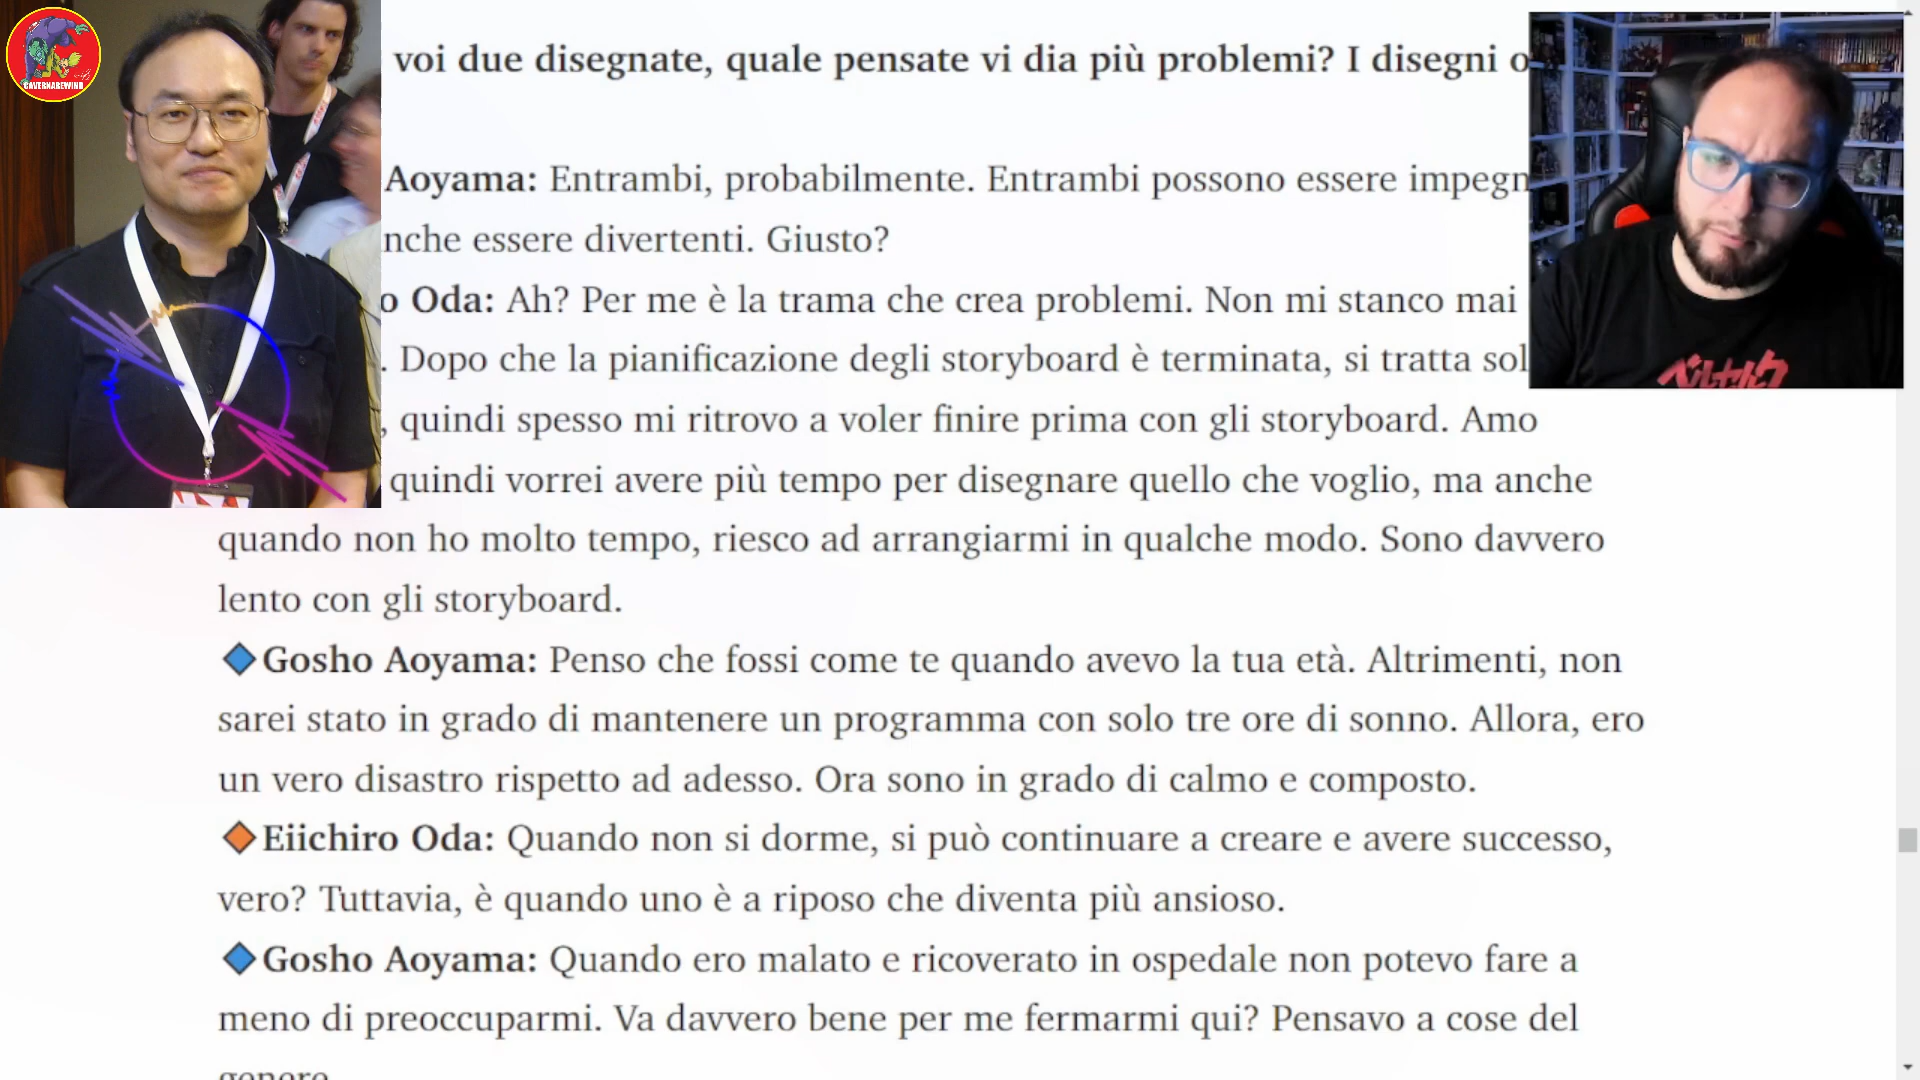 CAVERNAREWIND
voi due disegnate, quale pensate vi dia più problemi? I disegni o
Aoyama: Entrambi, probabilmente. Entrambi possono essere impegn
nche essere divertenti. Giusto?
o Oda: Ah? Per me è la trama che crea problemi. Non mi stanco mai
. Dopo che la pianificazione degli storyboard è terminata, si tratta sol
, quindi spesso mi ritrovo a voler finire prima con gli storyboard. Amo
quindi vorrei avere più tempo per disegnare quello che voglio, ma anche
quando non ho molto tempo, riesco ad arrangiarmi in qualche modo. Sono davvero
lento con gli storyboard.
Gosho Aoyama: Penso che fossi come te quando avevo la tua età. Altrimenti, non
sarei stato in grado di mantenere un programma con solo tre ore di sonno. Allora, ero
un vero disastro rispetto ad adesso. Ora sono in grado di calmo e composto.
Eiichiro Oda: Quando non si dorme, si può continuare a creare e avere successo,
vero? Tuttavia, è quando uno è a riposo che diventa più ansioso.
Gosho Aoyama: Quando ero malato e ricoverato in ospedale non potevo fare a
meno di preoccuparmi. Va davvero bene per me fermarmi qui? Pensavo a cose del
genere
ベルセルク